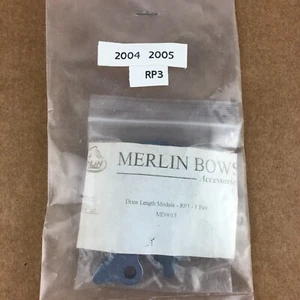 2004 2005
RP3
MERLIN BOWS
Accessories
Draw Length Module - RP3 - 1 Pair